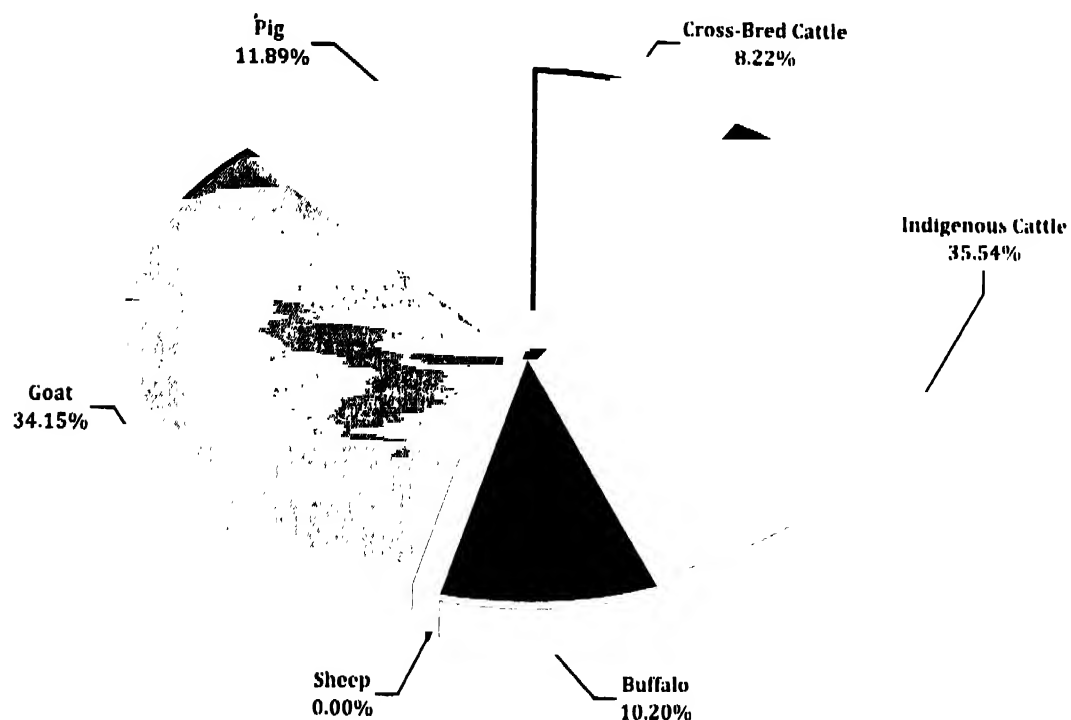 Pig
11.89%
Cross-Bred Cattle
8.22%
Indigenous Cattle
35.54%
Goat
34.15%
Sheep
0.00%
Buffalo
10.20%